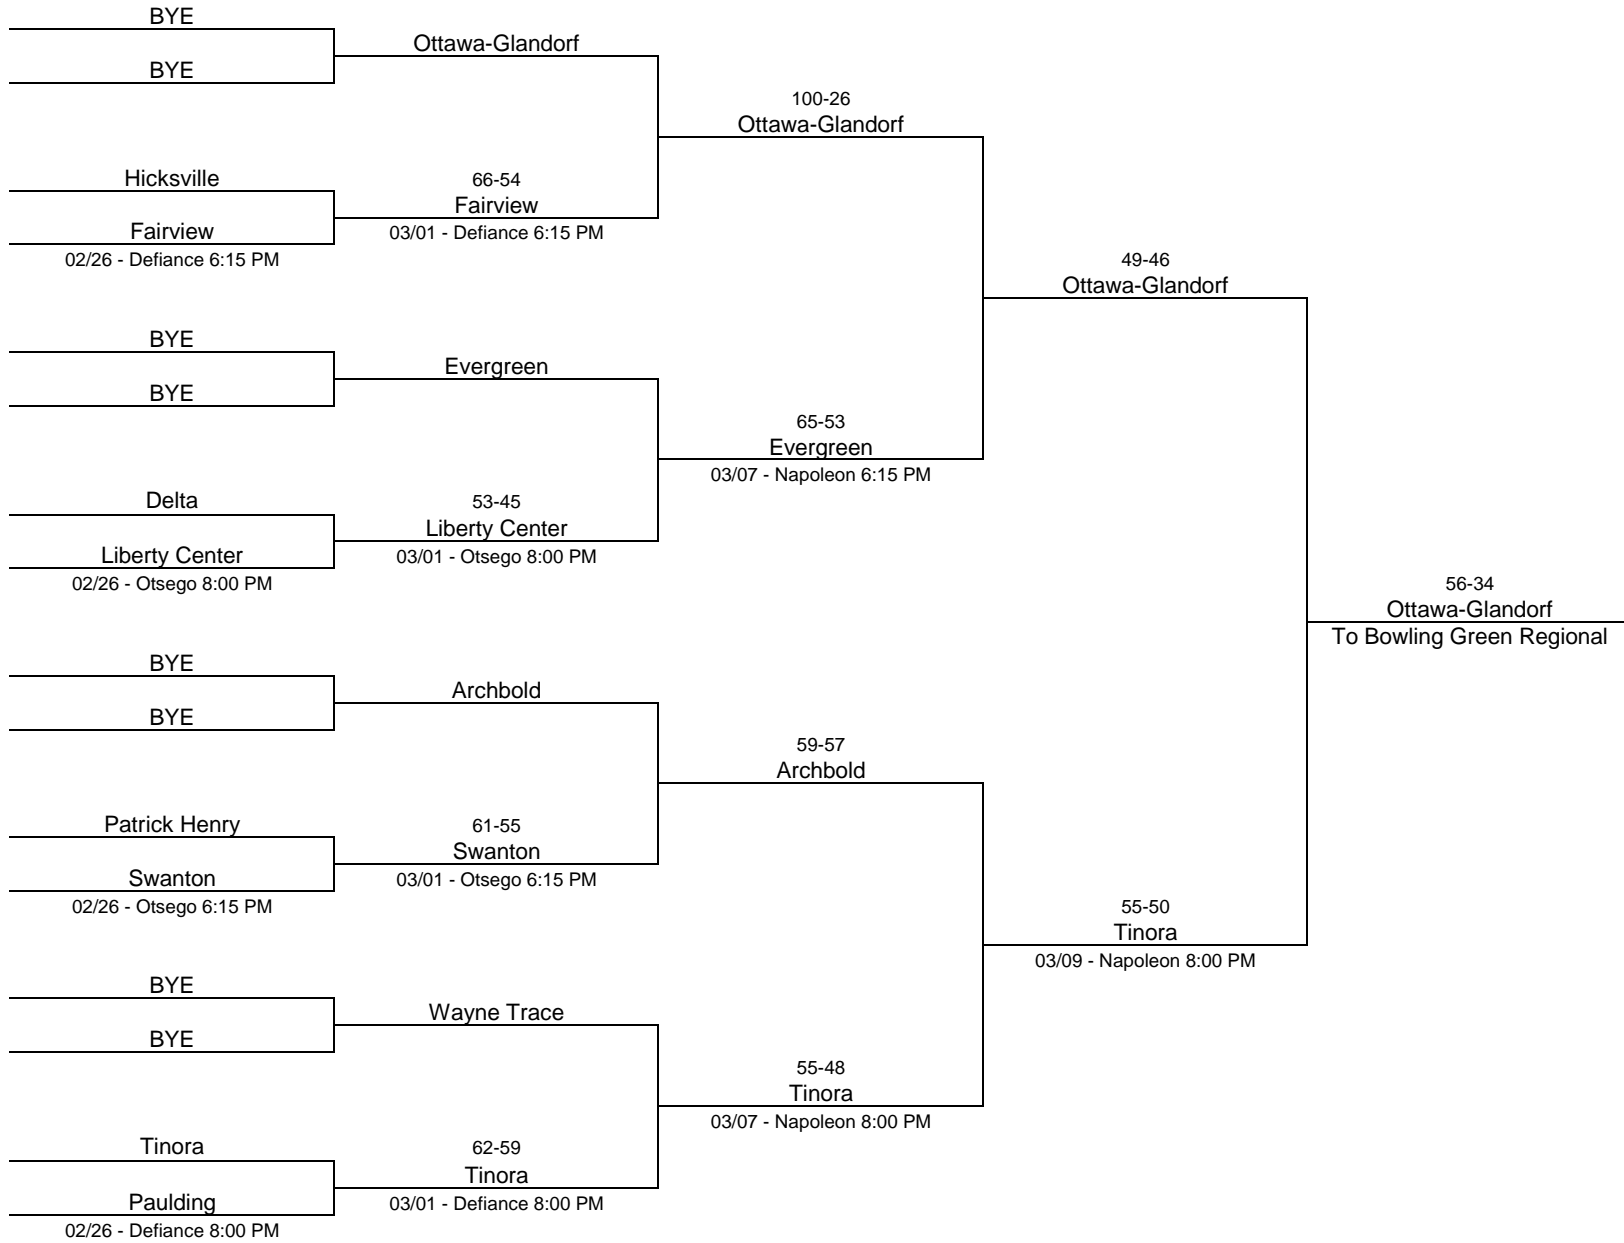 BYE
BYE
Ottawa-Glandorf
100-26
Ottawa-Glandorf
Hicksville
Fairview
02/26 - Defiance 6:15 PM
66-54
Fairview
03/01 - Defiance 6:15 PM
49-46
Ottawa-Glandorf
BYE
BYE
Evergreen
65-53
Evergreen
03/07 - Napoleon 6:15 PM
Delta
Liberty Center
02/26 - Otsego 8:00 PM
53-45
Liberty Center
03/01 - Otsego 8:00 PM
56-34
Ottawa-Glandorf
To Bowling Green Regional
BYE
BYE
Archbold
59-57
Archbold
Patrick Henry
Swanton
02/26 - Otsego 6:15 PM
61-55
Swanton
03/01 - Otsego 6:15 PM
55-50
Tinora
03/09 - Napoleon 8:00 PM
BYE
BYE
Wayne Trace
55-48
Tinora
03/07 - Napoleon 8:00 PM
Tinora
Paulding
02/26 - Defiance 8:00 PM
62-59
Tinora
03/01 - Defiance 8:00 PM